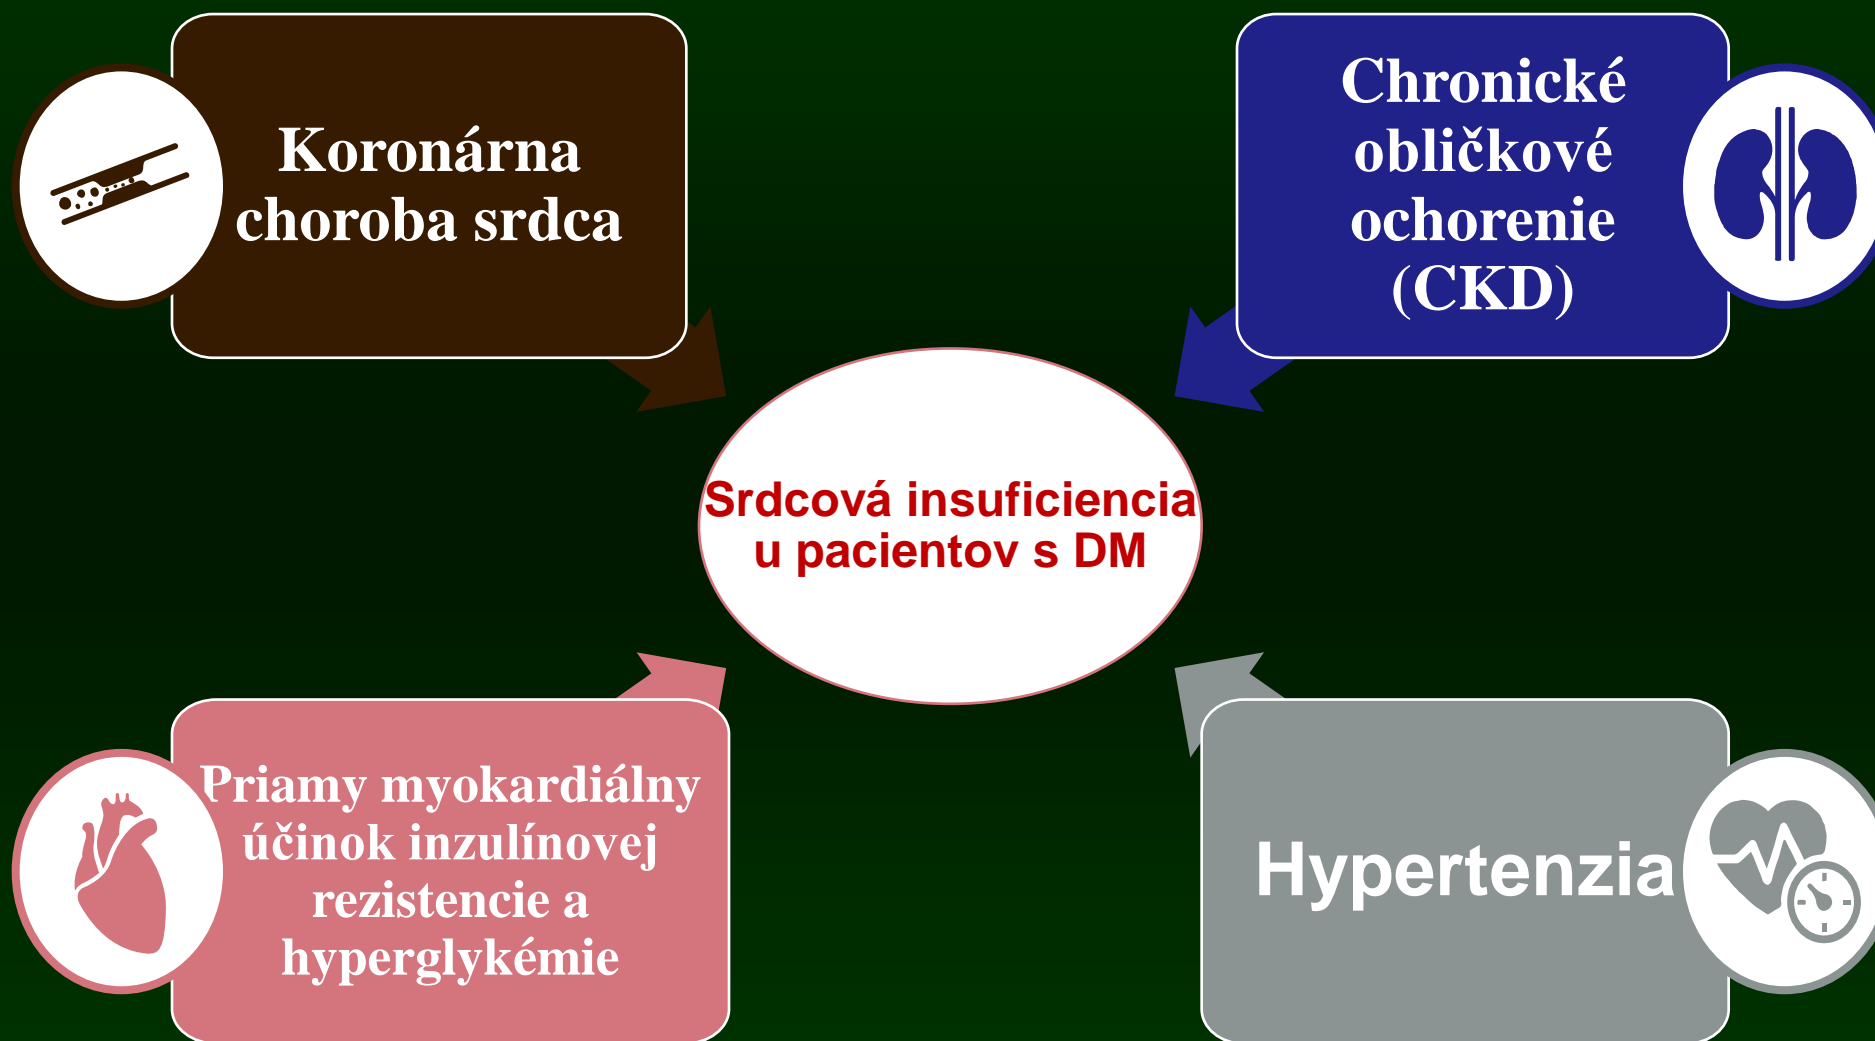 Koronárna
choroba srdca
Chronické
obličkové
ochorenie
(CKD)
Srdcová insuficiencia
u pacientov s DM
Priamy myokardiálny
účinok inzulínovej
rezistencie a
hyperglykémie
Hypertenzia